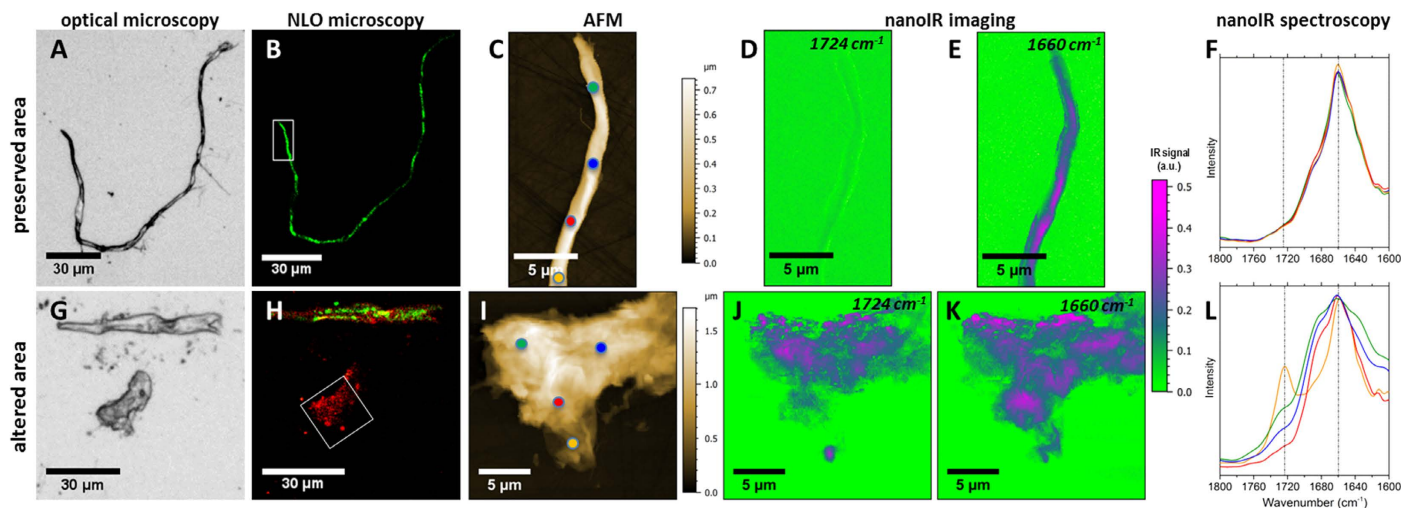 optical microscopy NLO microscopy AFM nanoIR imaging nanoIR spectroscopy
preserved area
A B C D E F
1724 cm⁻¹ 1660 cm⁻¹
30 µm 30 µm 5 µm 5 µm 5 µm
µm
0.7
0.6
0.5
0.4
0.3
0.2
0.1
0.0
IR signal
(a.u.)
0.5
0.4
0.3
0.2
0.1
0.0
Intensity
1800 1760 1720 1680 1640 1600
altered area
G H I J K L
1724 cm⁻¹ 1660 cm⁻¹
30 µm 30 µm 5 µm 5 µm 5 µm
µm
1.5
1.0
0.5
0.0
Intensity
1800 1760 1720 1680 1640 1600
Wavenumber (cm⁻¹)